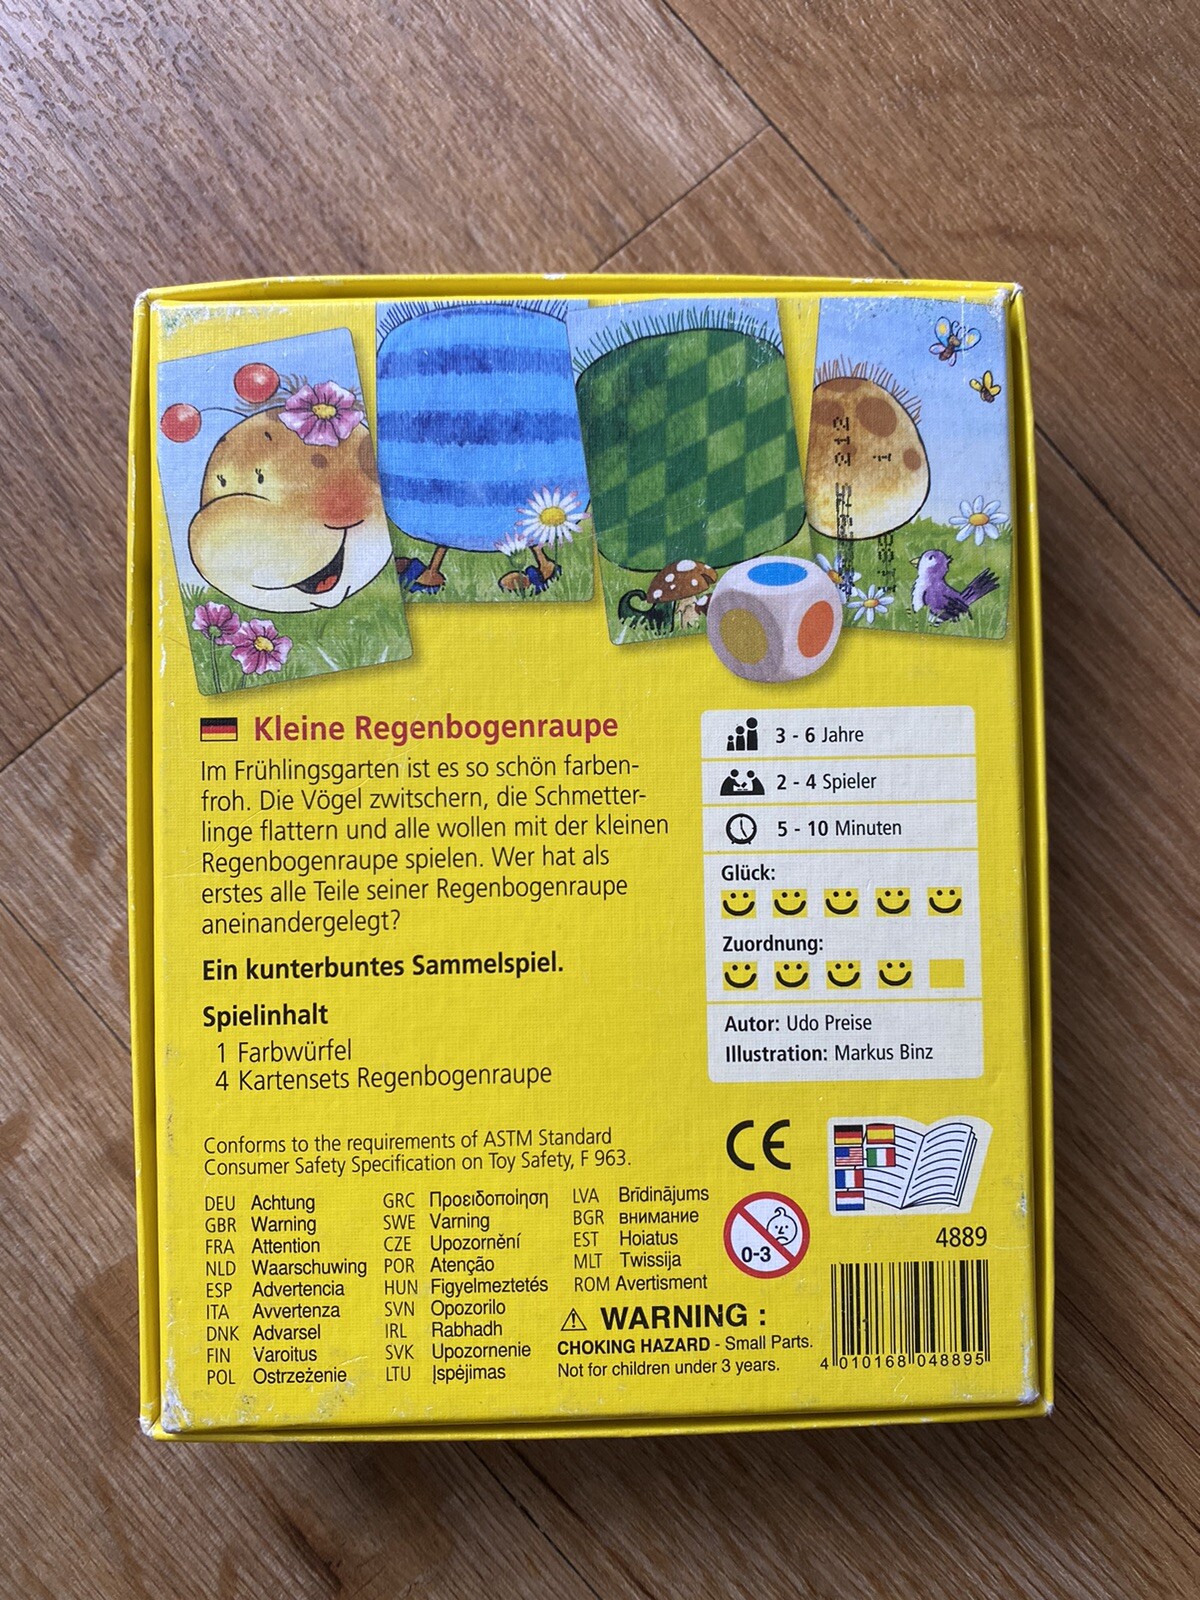 Kleine Regenbogenraupe
Im Frühlingsgarten ist es so schön farben-
froh. Die Vögel zwitschern, die Schmetter-
linge flattern und alle wollen mit der kleinen
Regenbogenraupe spielen. Wer hat als
erstes alle Teile seiner Regenbogenraupe
aneinandergelegt?
Ein kunterbuntes Sammelspiel.
Spielinhalt
1 Farbwürfel
4 Kartensets Regenbogenraupe
3 - 6 Jahre
2 - 4 Spieler
5 - 10 Minuten
Glück:
Zuordnung:
Autor: Udo Preise
Illustration: Markus Binz
Conforms to the requirements of ASTM Standard
Consumer Safety Specification on Toy Safety, F 963.
CE
DEU Achtung
GBR Warning
FRA Attention
NLD Waarschuwing
ESP Advertencia
ITA Avvertenza
DNK Advarsel
FIN Varoitus
POL Ostrzeżenie
GRC Προειδοποίηση
SWE Varning
CZE Upozornění
POR Atenção
HUN Figyelmeztetés
SVN Opozorilo
IRL Rabhadh
SVK Upozornenie
LTU Įspėjimas
LVA Brīdinājums
BGR внимание
EST Hoiatus
MLT Twissija
ROM Avertisment
0-3
WARNING :
CHOKING HAZARD - Small Parts.
Not for children under 3 years.
4889
4 010168 048895